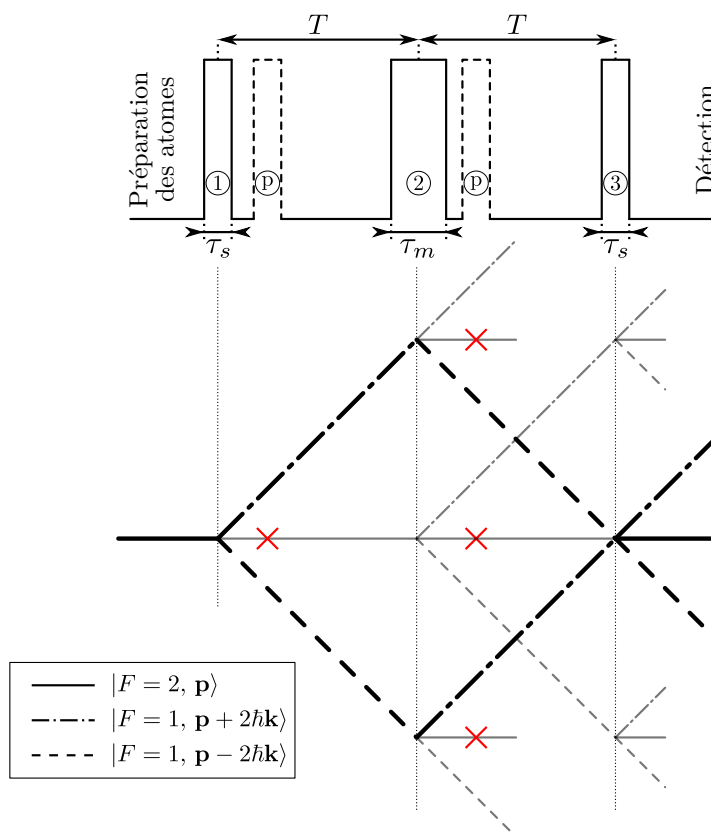 T
T
Préparation
des atomes
Détection
1
p
2
p
3
τ_s
τ_m
τ_s
|F = 2, p⟩
|F = 1, p + 2ħk⟩
|F = 1, p − 2ħk⟩